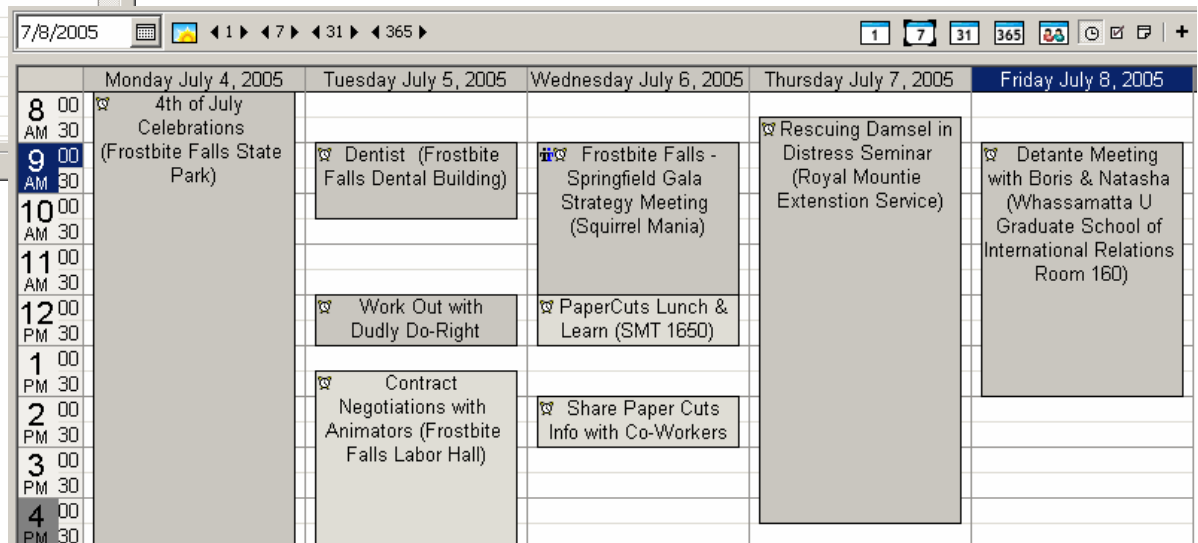 7/8/2005 1 7 31 365 1 7 31 365 +
Monday July 4, 2005 Tuesday July 5, 2005 Wednesday July 6, 2005 Thursday July 7, 2005 Friday July 8, 2005
8 00
AM 30
9 00
AM 30
10 00
AM 30
11 00
AM 30
12 00
PM 30
1 00
PM 30
2 00
PM 30
3 00
PM 30
4 00
PM 30
4th of July
Celebrations
(Frostbite Falls State
Park)
Dentist (Frostbite
Falls Dental Building)
Work Out with
Dudly Do-Right
Contract
Negotiations with
Animators (Frostbite
Falls Labor Hall)
Frostbite Falls -
Springfield Gala
Strategy Meeting
(Squirrel Mania)
PaperCuts Lunch &
Learn (SMT 1650)
Share Paper Cuts
Info with Co-Workers
Rescuing Damsel in
Distress Seminar
(Royal Mountie
Extenstion Service)
Detante Meeting
with Boris & Natasha
(Whassamatta U
Graduate School of
International Relations
Room 160)